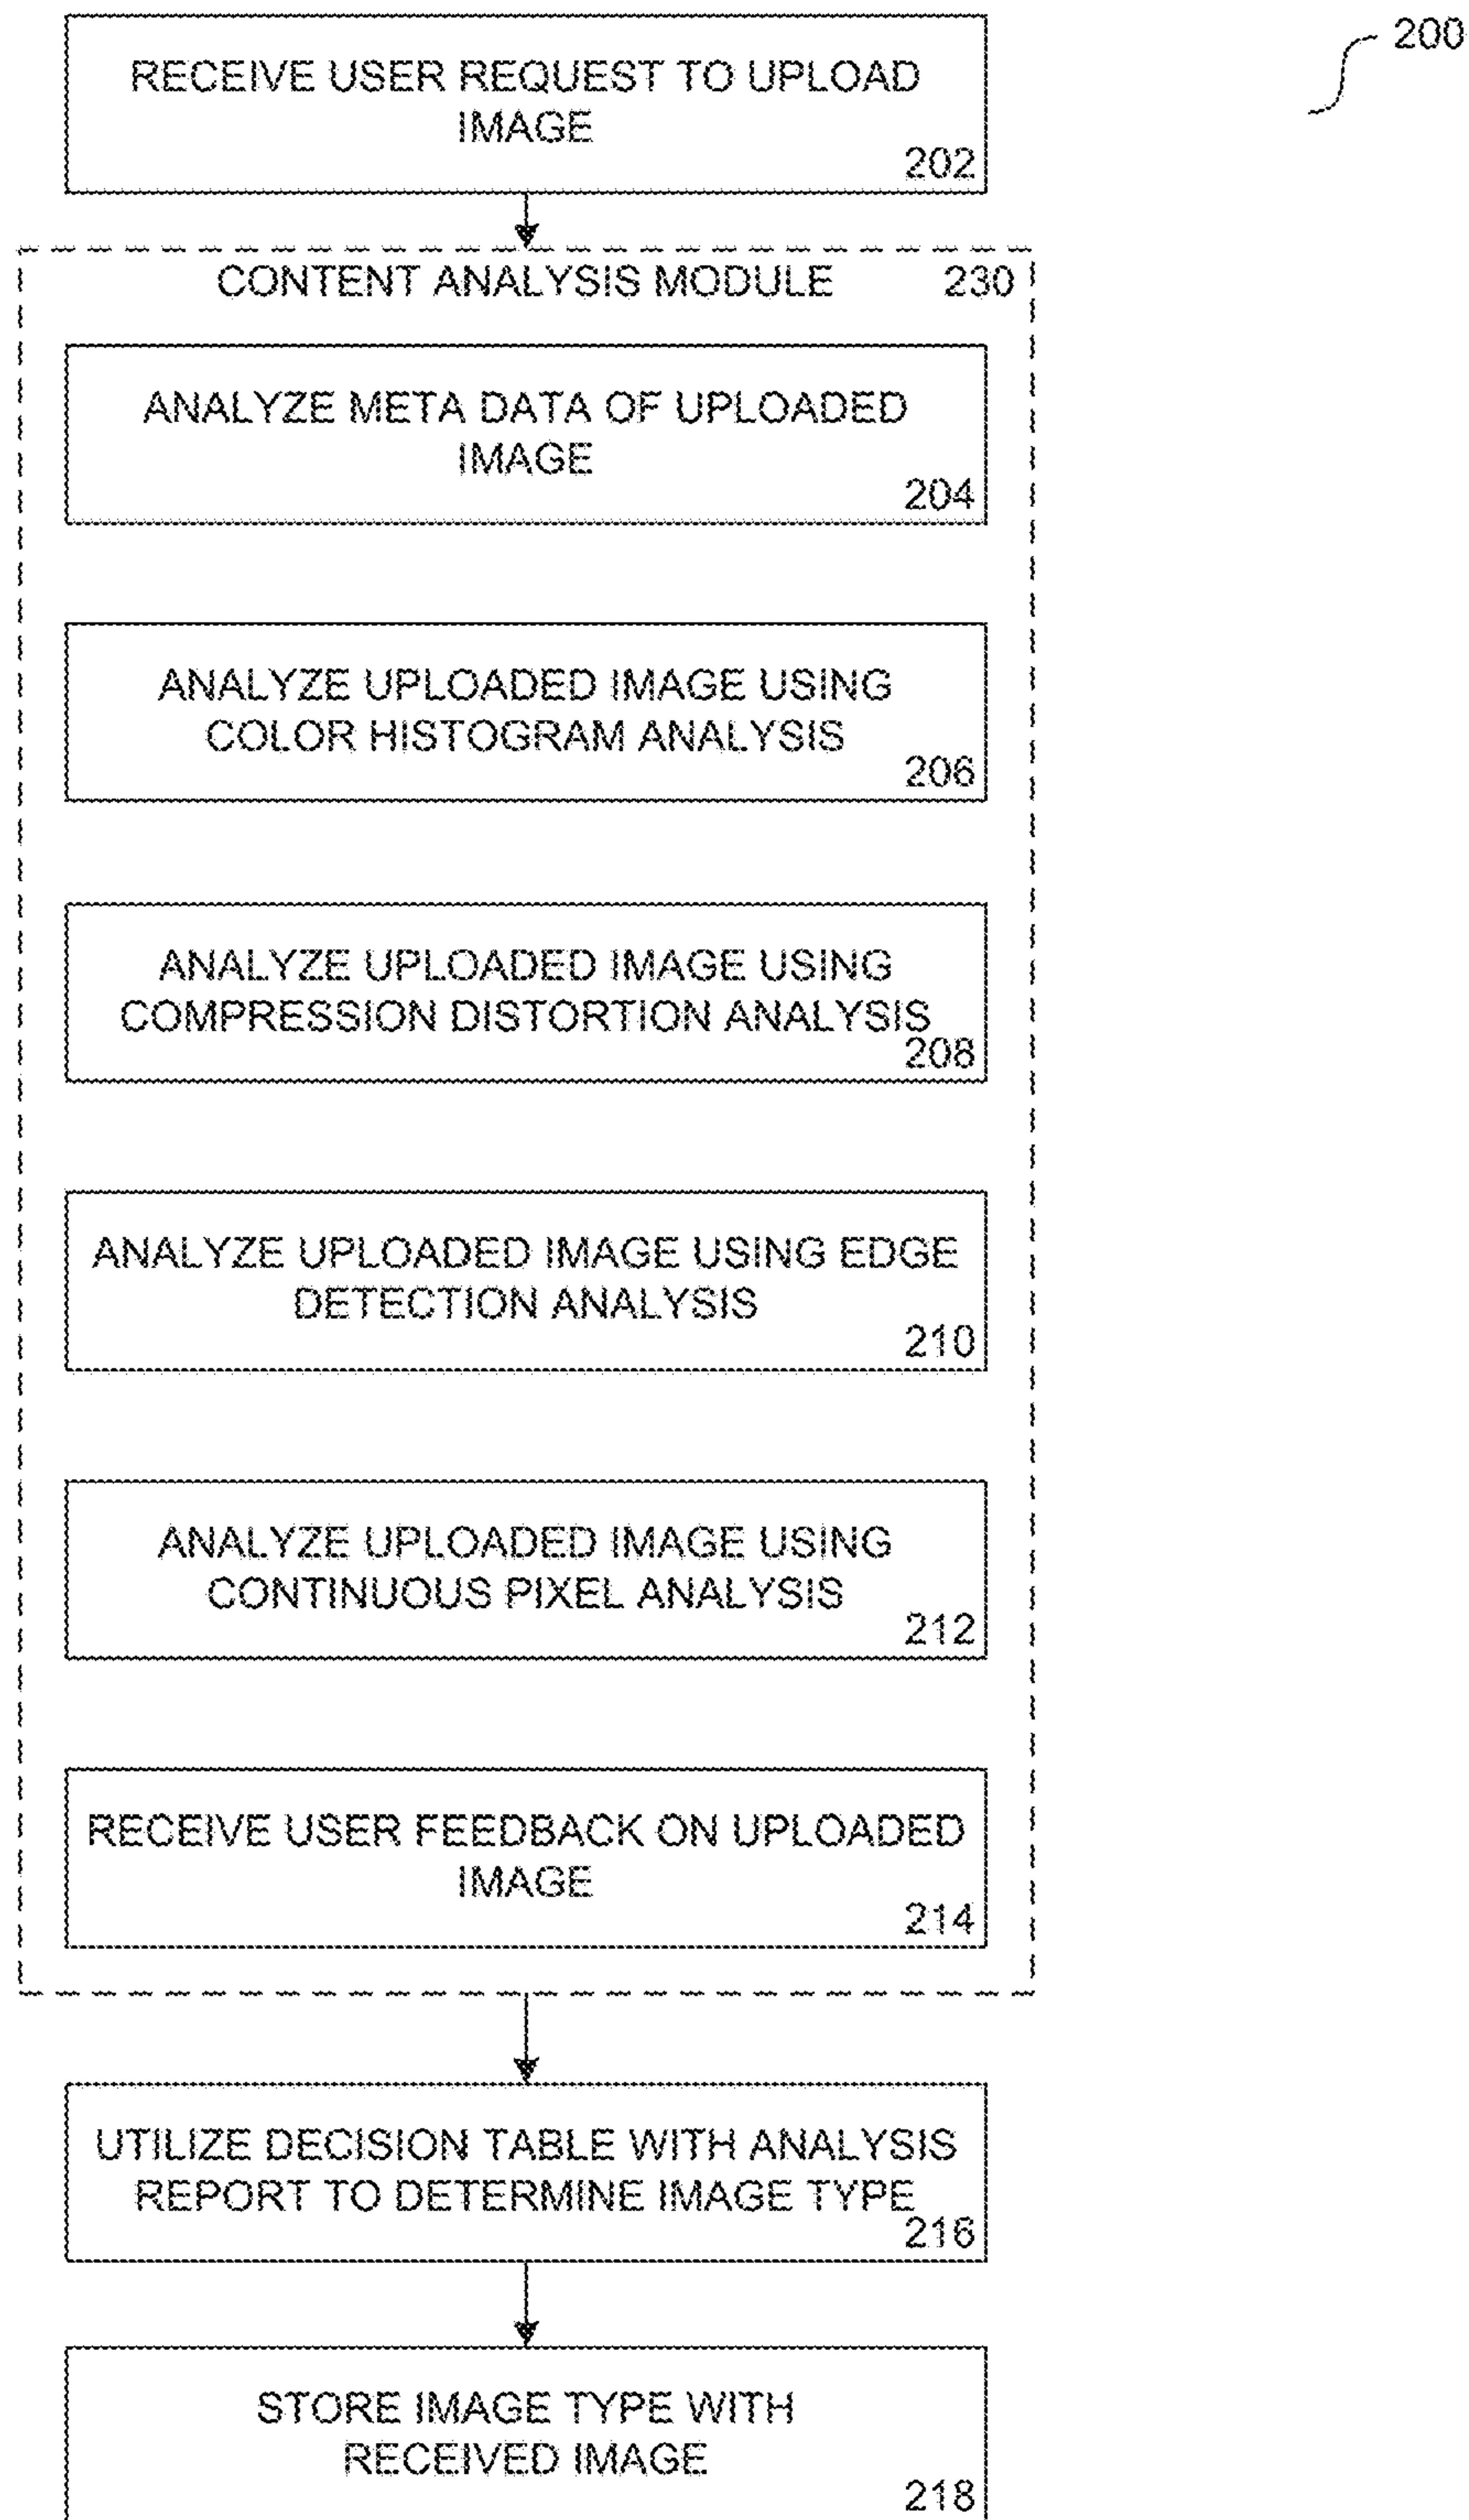 200
RECEIVE USER REQUEST TO UPLOAD
IMAGE
202
CONTENT ANALYSIS MODULE 230
ANALYZE META DATA OF UPLOADED
IMAGE
204
ANALYZE UPLOADED IMAGE USING
COLOR HISTOGRAM ANALYSIS
206
ANALYZE UPLOADED IMAGE USING
COMPRESSION DISTORTION ANALYSIS
208
ANALYZE UPLOADED IMAGE USING EDGE
DETECTION ANALYSIS
210
ANALYZE UPLOADED IMAGE USING
CONTINUOUS PIXEL ANALYSIS
212
RECEIVE USER FEEDBACK ON UPLOADED
IMAGE
214
UTILIZE DECISION TABLE WITH ANALYSIS
REPORT TO DETERMINE IMAGE TYPE
216
STORE IMAGE TYPE WITH
RECEIVED IMAGE
218